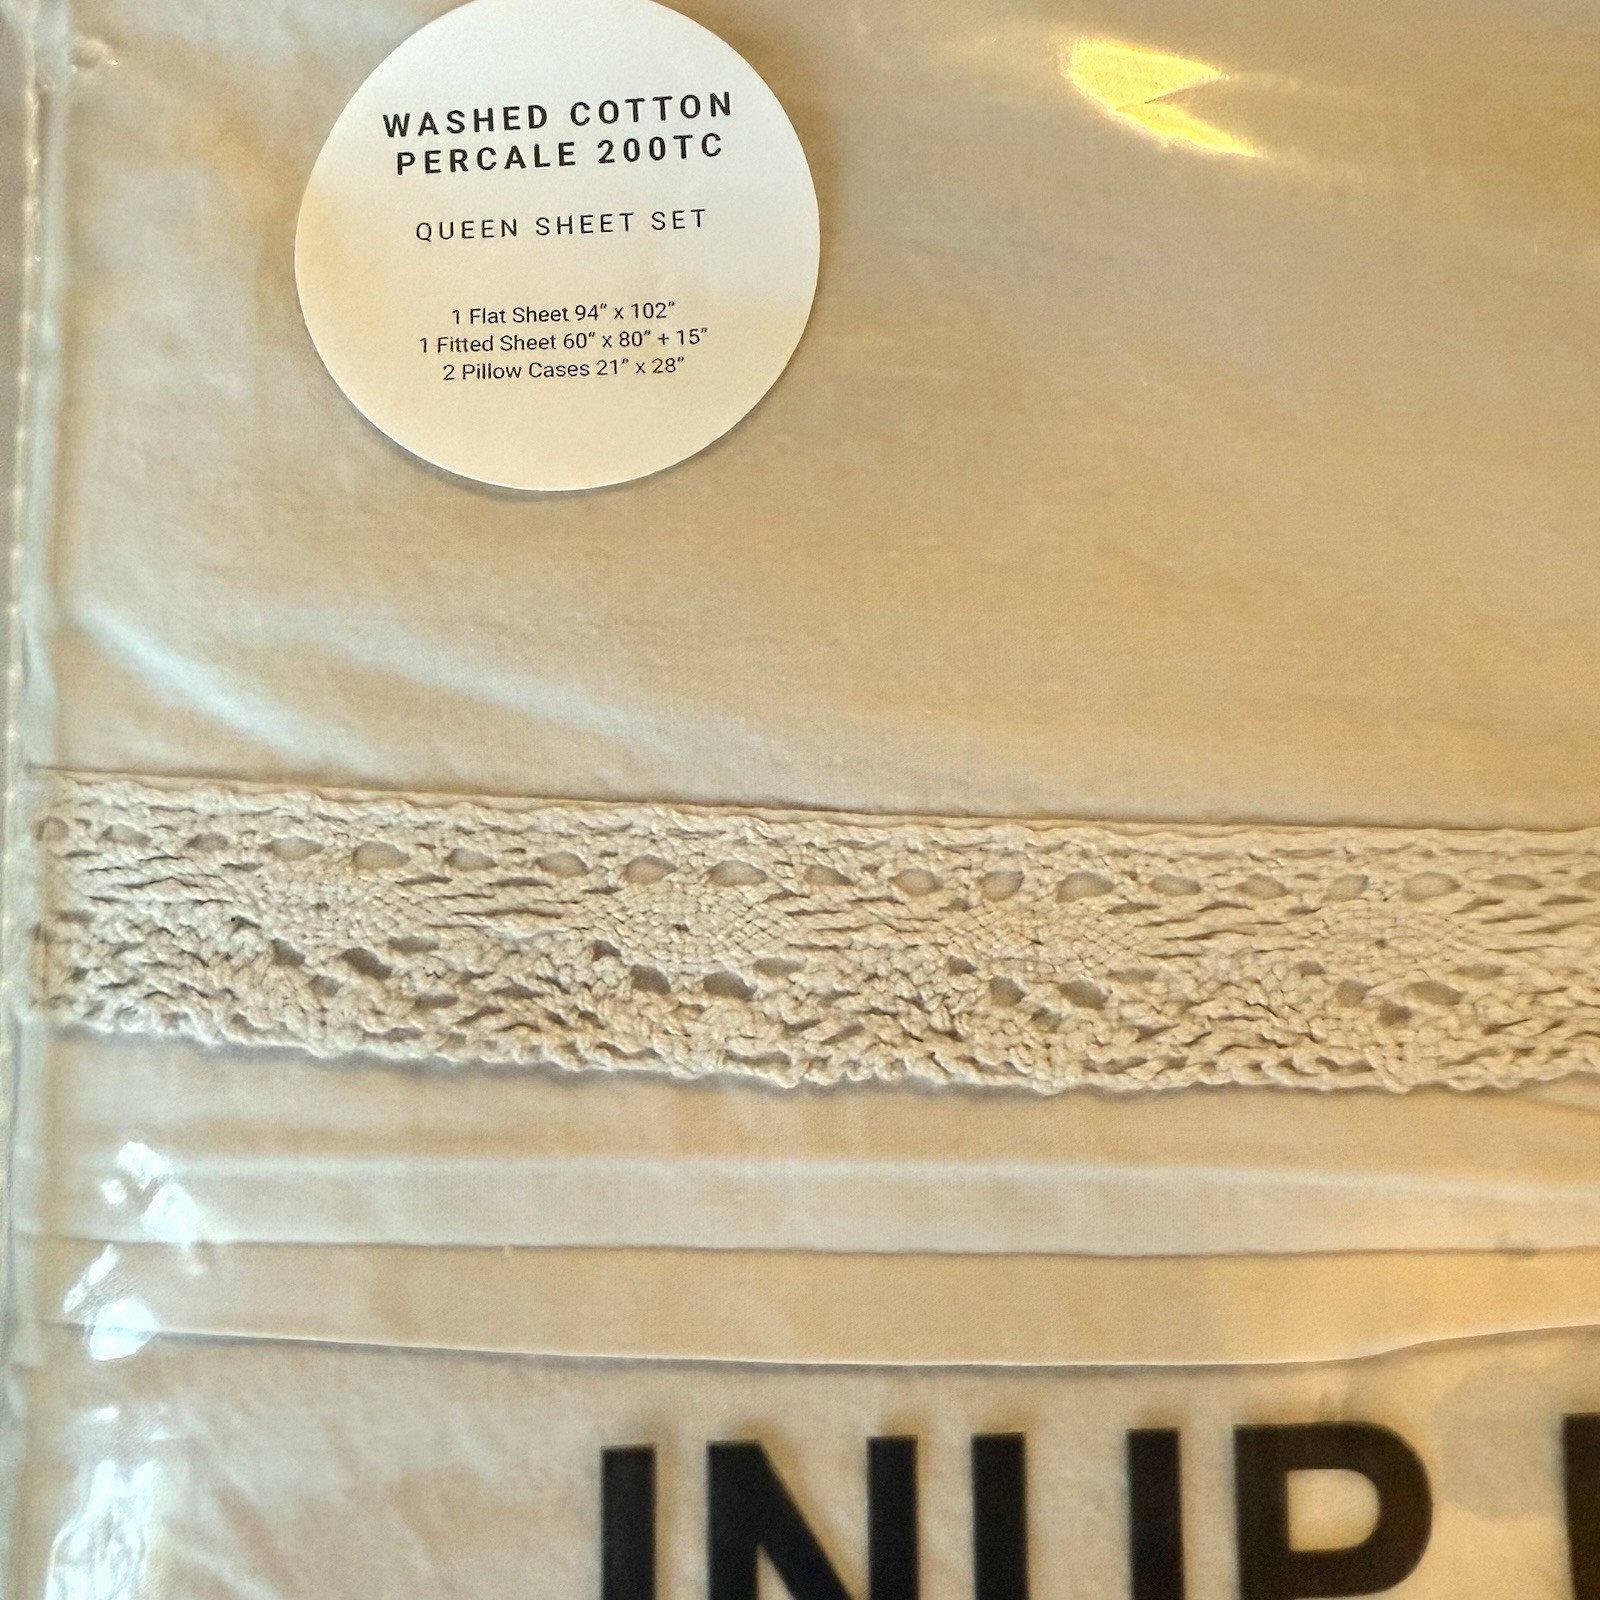 WASHED COTTON
PERCALE 200TC
QUEEN SHEET SET
1 Flat Sheet 94” x 102”
1 Fitted Sheet 60” x 80” + 15”
2 Pillow Cases 21” x 28”